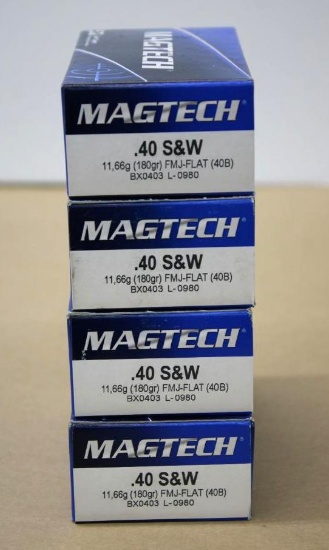 MAGTECH
MAGTECH
.40 S&W
11,66g (180gr) FMJ-FLAT (40B)
BX0403 L-0980
MAGTECH
.40 S&W
11,66g (180gr) FMJ-FLAT (40B)
BX0403 L-0980
MAGTECH
.40 S&W
11,66g (180gr) FMJ-FLAT (40B)
BX0403 L-0980
MAGTECH
.40 S&W
11,66g (180gr) FMJ-FLAT (40B)
BX0403 L-0980